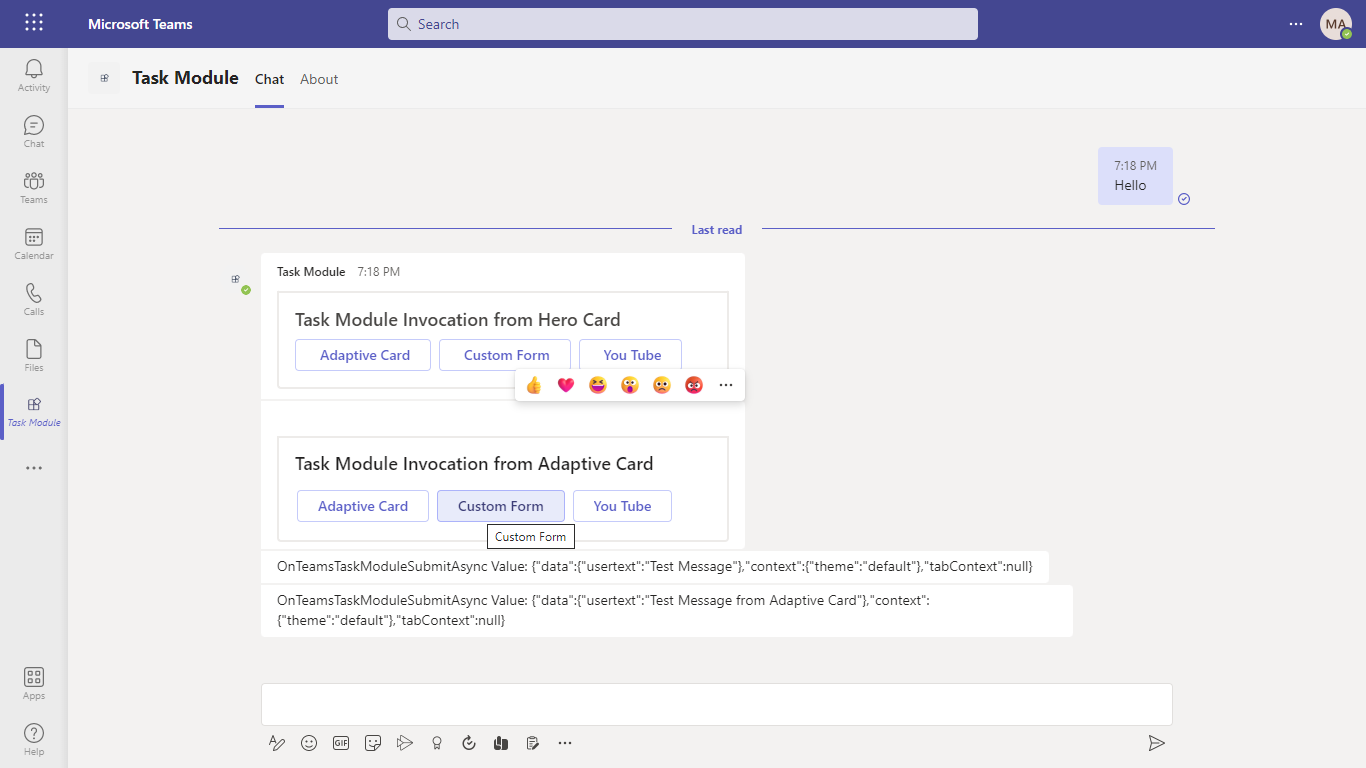 Microsoft Teams
Search
MA
Activity
Chat
Teams
Calendar
Calls
Files
Task Module
Apps
Help
Task Module Chat About
7:18 PM
Hello
Last read
Task Module 7:18 PM
Task Module Invocation from Hero Card
Adaptive Card Custom Form You Tube
Task Module Invocation from Adaptive Card
Adaptive Card Custom Form You Tube
Custom Form
OnTeamsTaskModuleSubmitAsync Value: {"data":{"usertext":"Test Message"},"context":{"theme":"default"},"tabContext":null}
OnTeamsTaskModuleSubmitAsync Value: {"data":{"usertext":"Test Message from Adaptive Card"},"context":
{"theme":"default"},"tabContext":null}
GIF